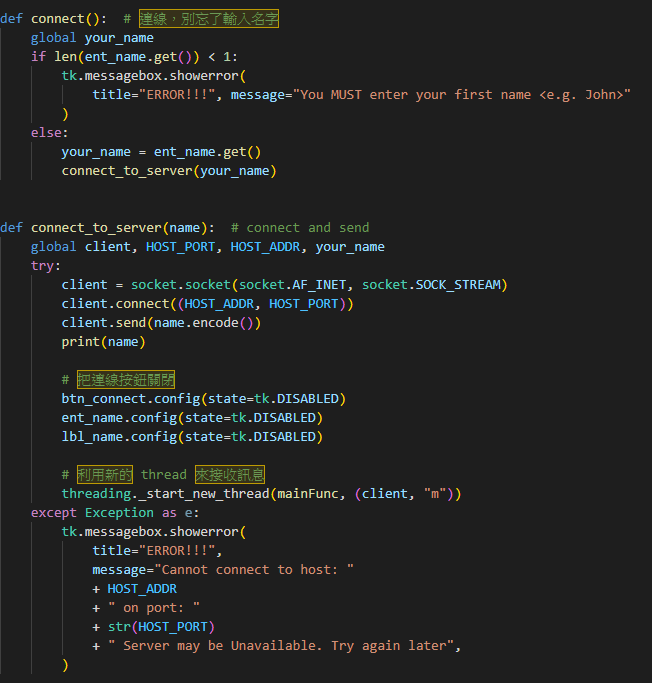 def connect():  # 連線，別忘了輸入名字
    global your_name
    if len(ent_name.get()) < 1:
        tk.messagebox.showerror(
            title="ERROR!!!", message="You MUST enter your first name <e.g. John>"
        )
    else:
        your_name = ent_name.get()
        connect_to_server(your_name)
def connect_to_server(name):  # connect and send
    global client, HOST_PORT, HOST_ADDR, your_name
    try:
        client = socket.socket(socket.AF_INET, socket.SOCK_STREAM)
        client.connect((HOST_ADDR, HOST_PORT))
        client.send(name.encode())
        print(name)
        # 把連線按鈕關閉
        btn_connect.config(state=tk.DISABLED)
        ent_name.config(state=tk.DISABLED)
        lbl_name.config(state=tk.DISABLED)
        # 利用新的 thread 來接收訊息
        threading._start_new_thread(mainFunc, (client, "m"))
    except Exception as e:
        tk.messagebox.showerror(
            title="ERROR!!!",
            message="Cannot connect to host: "
            + HOST_ADDR
            + " on port: "
            + str(HOST_PORT)
            + " Server may be Unavailable. Try again later",
        )